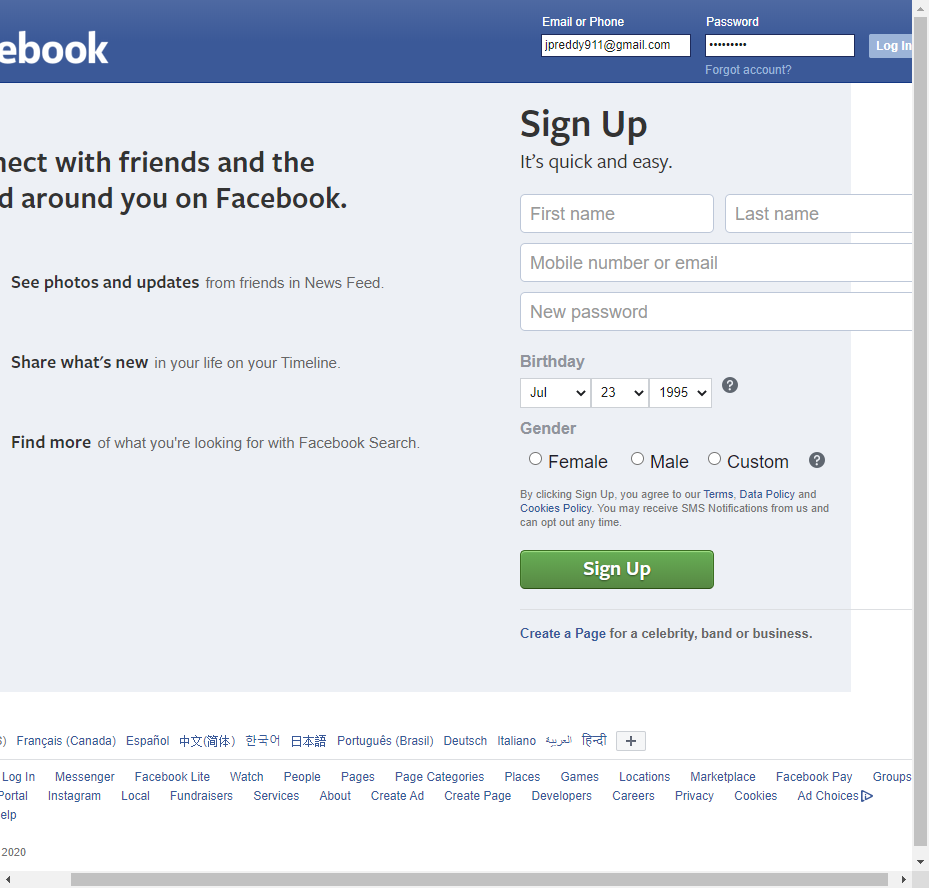 Email or Phone Password
ebook jpreddy911@gmail.com ••••••••• Log In
Forgot account?
Sign Up
nect with friends and the
It's quick and easy.
d around you on Facebook.
First name Last name
Mobile number or email
See photos and updates from friends in News Feed.
New password
Share what's new in your life on your Timeline.
Birthday
Jul 23 1995 ?
Find more of what you're looking for with Facebook Search.
Gender
Female Male Custom ?
By clicking Sign Up, you agree to our Terms, Data Policy and
Cookies Policy. You may receive SMS Notifications from us and
can opt out any time.
Sign Up
Create a Page for a celebrity, band or business.
S) Français (Canada) Español 中文(简体) 한국어 日本語 Português (Brasil) Deutsch Italiano العربية हिन्दी +
Log In Messenger Facebook Lite Watch People Pages Page Categories Places Games Locations Marketplace Facebook Pay Groups
Portal Instagram Local Fundraisers Services About Create Ad Create Page Developers Careers Privacy Cookies Ad Choices
elp
2020